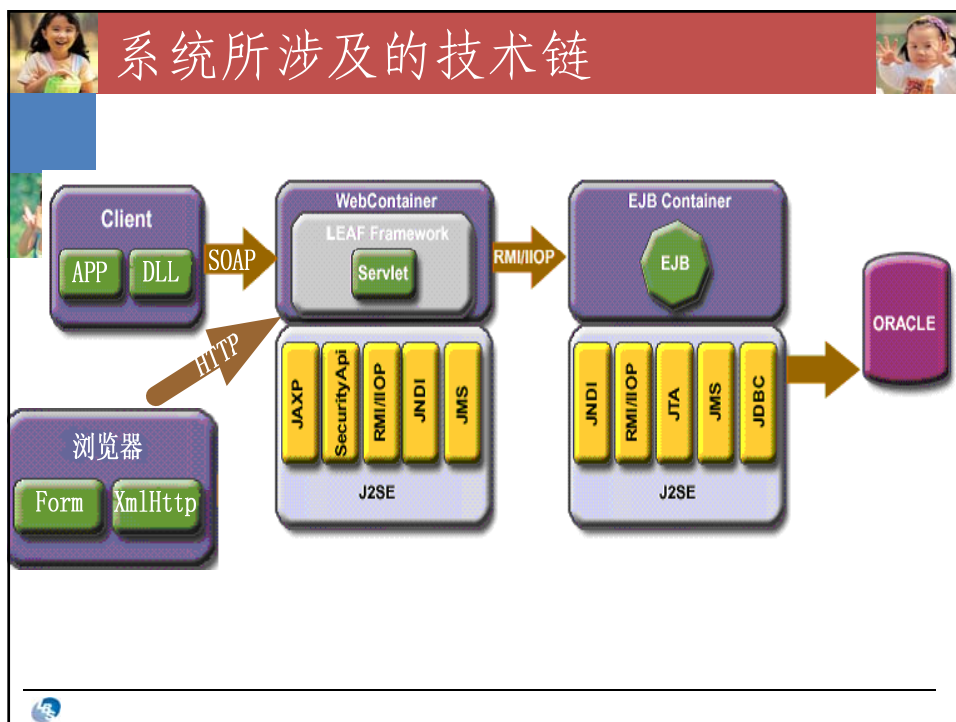 系统所涉及的技术链
Client
APP
DLL
SOAP
WebContainer
LEAF Framework
Servlet
RMI/IIOP
EJB Container
EJB
ORACLE
HTTP
浏览器
Form
XmlHttp
JAXP
SecurityApi
RMI/IIOP
JNDI
JMS
J2SE
JNDI
RMI/IIOP
JTA
JMS
JDBC
J2SE
LBS